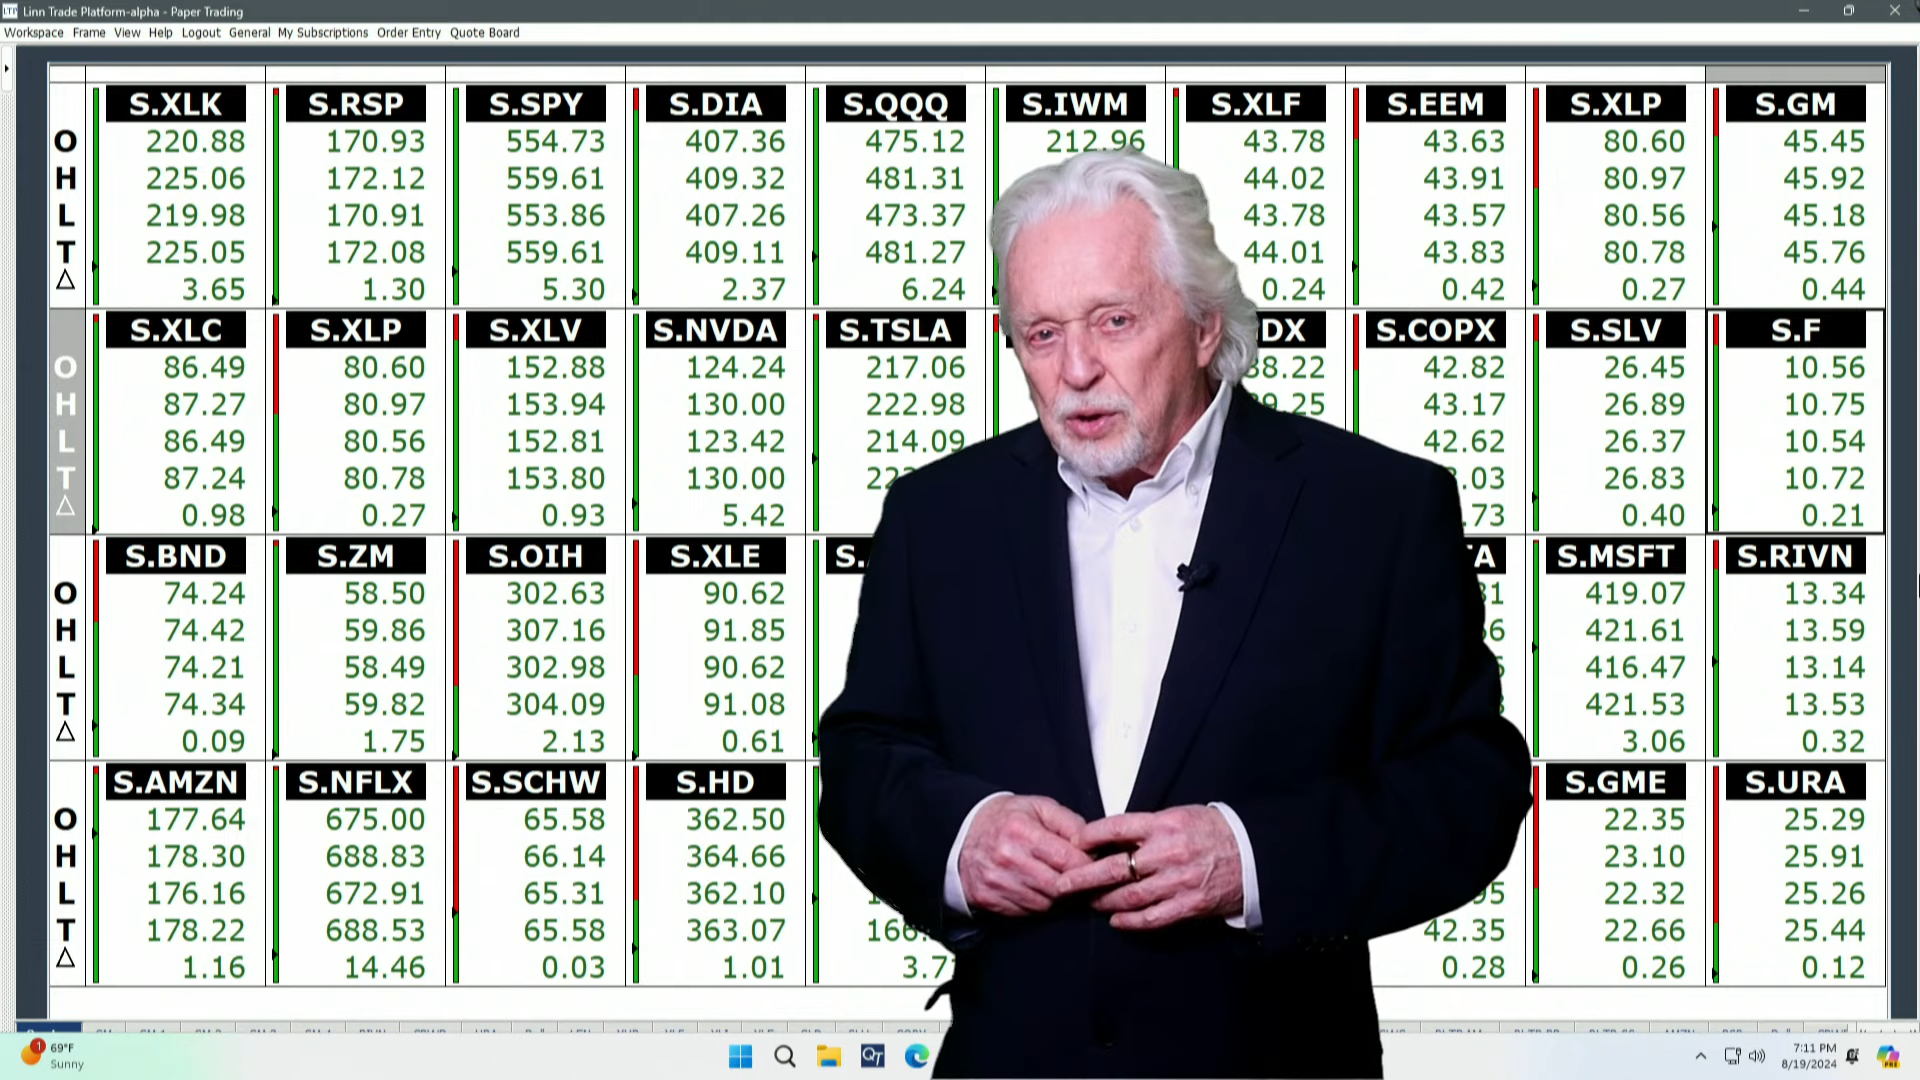 LTP Linn Trade Platform-alpha - Paper Trading
Workspace Frame View Help Logout General My Subscriptions Order Entry Quote Board
S.XLK S.RSP S.SPY S.DIA S.QQQ S.IWM S.XLF S.EEM S.XLP S.GM
O 220.88 170.93 554.73 407.36 475.12 212.96 43.78 43.63 80.60 45.45
H 225.06 172.12 559.61 409.32 481.31 44.02 43.91 80.97 45.92
L 219.98 170.91 553.86 407.26 473.37 43.78 43.57 80.56 45.18
T 225.05 172.08 559.61 409.11 481.27 44.01 43.83 80.78 45.76
△ 3.65 1.30 5.30 2.37 6.24 0.24 0.42 0.27 0.44
S.XLC S.XLP S.XLV S.NVDA S.TSLA DX S.COPX S.SLV S.F
O 86.49 80.60 152.88 124.24 217.06 38.22 42.82 26.45 10.56
H 87.27 80.97 153.94 130.00 222.98 .25 43.17 26.89 10.75
L 86.49 80.56 152.81 123.42 214.09 42.62 26.37 10.54
T 87.24 80.78 153.80 130.00 22 .03 26.83 10.72
△ 0.98 0.27 0.93 5.42 .73 0.40 0.21
S.BND S.ZM S.OIH S.XLE S. A S.MSFT S.RIVN
O 74.24 58.50 302.63 90.62 419.07 13.34
H 74.42 59.86 307.16 91.85 421.61 13.59
L 74.21 58.49 302.98 90.62 416.47 13.14
T 74.34 59.82 304.09 91.08 421.53 13.53
△ 0.09 1.75 2.13 0.61 3.06 0.32
S.AMZN S.NFLX S.SCHW S.HD S.GME S.URA
O 177.64 675.00 65.58 362.50 22.35 25.29
H 178.30 688.83 66.14 364.66 23.10 25.91
L 176.16 672.91 65.31 362.10 95 22.32 25.26
T 178.22 688.53 65.58 363.07 166. 42.35 22.66 25.44
△ 1.16 14.46 0.03 1.01 3.7 0.28 0.26 0.12
1 69°F
Sunny
QT
7:11 PM
8/19/2024
PRE